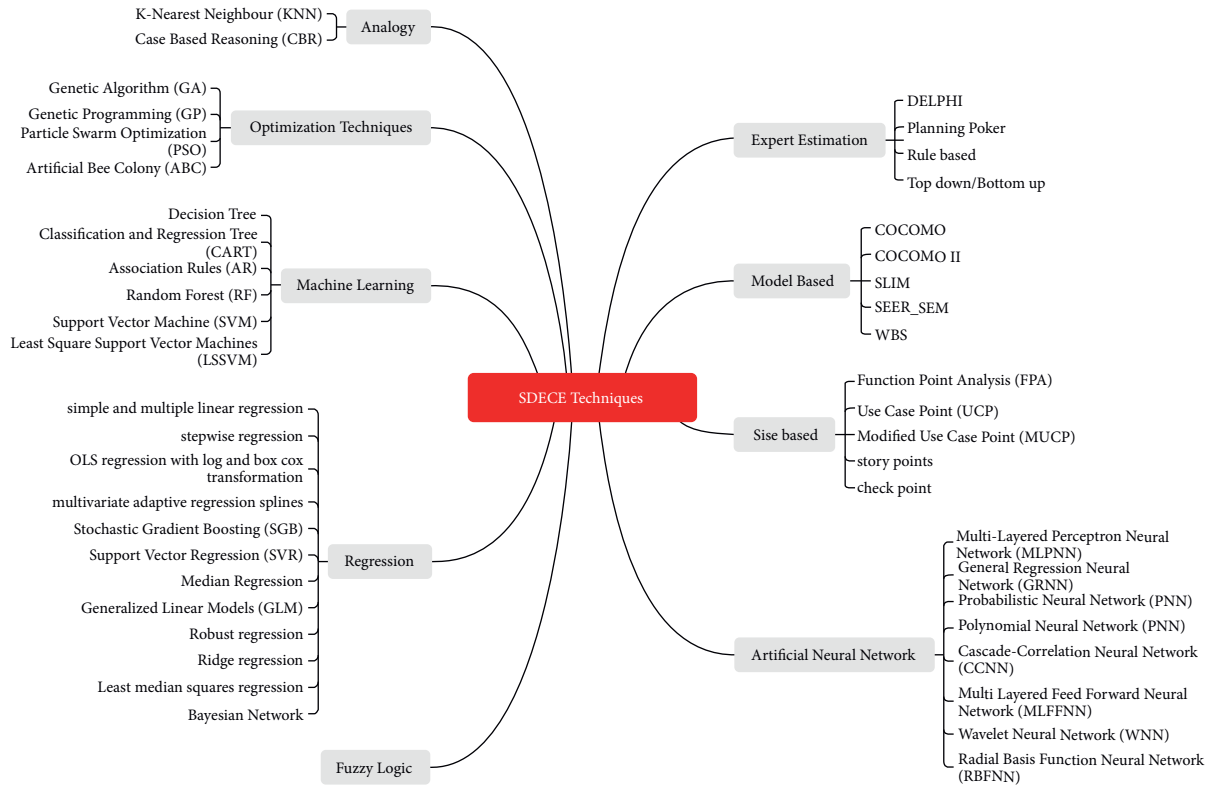 K-Nearest Neighbour (KNN)
Case Based Reasoning (CBR)
Analogy
Genetic Algorithm (GA)
Genetic Programming (GP)
Particle Swarm Optimization
(PSO)
Artificial Bee Colony (ABC)
Optimization Techniques
Decision Tree
Classification and Regression Tree
(CART)
Association Rules (AR)
Random Forest (RF)
Support Vector Machine (SVM)
Least Square Support Vector Machines
(LSSVM)
Machine Learning
simple and multiple linear regression
stepwise regression
OLS regression with log and box cox
transformation
multivariate adaptive regression splines
Stochastic Gradient Boosting (SGB)
Support Vector Regression (SVR)
Median Regression
Generalized Linear Models (GLM)
Robust regression
Ridge regression
Least median squares regression
Bayesian Network
Regression
Fuzzy Logic
SDECE Techniques
Expert Estimation
DELPHI
Planning Poker
Rule based
Top down/Bottom up
Model Based
COCOMO
COCOMO II
SLIM
SEER_SEM
WBS
Sise based
Function Point Analysis (FPA)
Use Case Point (UCP)
Modified Use Case Point (MUCP)
story points
check point
Artificial Neural Network
Multi-Layered Perceptron Neural
Network (MLPNN)
General Regression Neural
Network (GRNN)
Probabilistic Neural Network (PNN)
Polynomial Neural Network (PNN)
Cascade-Correlation Neural Network
(CCNN)
Multi Layered Feed Forward Neural
Network (MLFFNN)
Wavelet Neural Network (WNN)
Radial Basis Function Neural Network
(RBFNN)